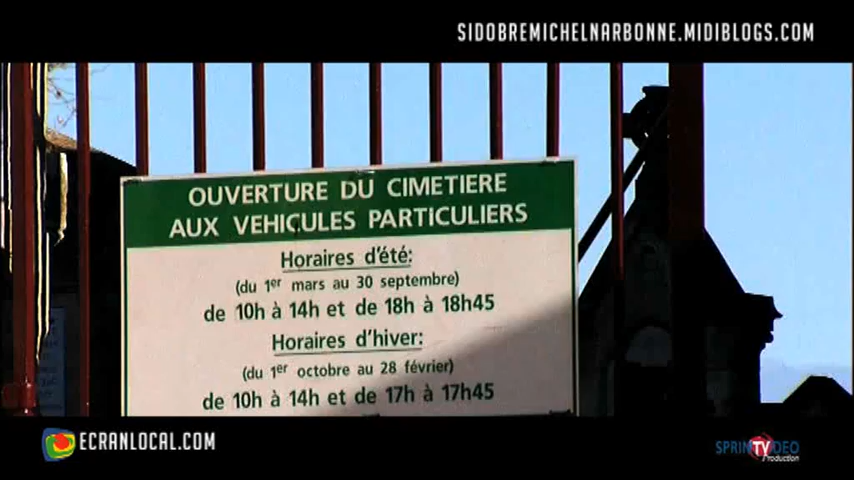 SIDOBREMICHELNARBONNE.MIDIBLOGS.COM
OUVERTURE DU CIMETIERE
AUX VEHICULES PARTICULIERS
Horaires d'été:
(du 1er mars au 30 septembre)
de 10h à 14h et de 18h à 18h45
Horaires d'hiver:
(du 1er octobre au 28 février)
de 10h à 14h et de 17h à 17h45
ECRANLOCAL.COM
SPRINTVIDEO
Production